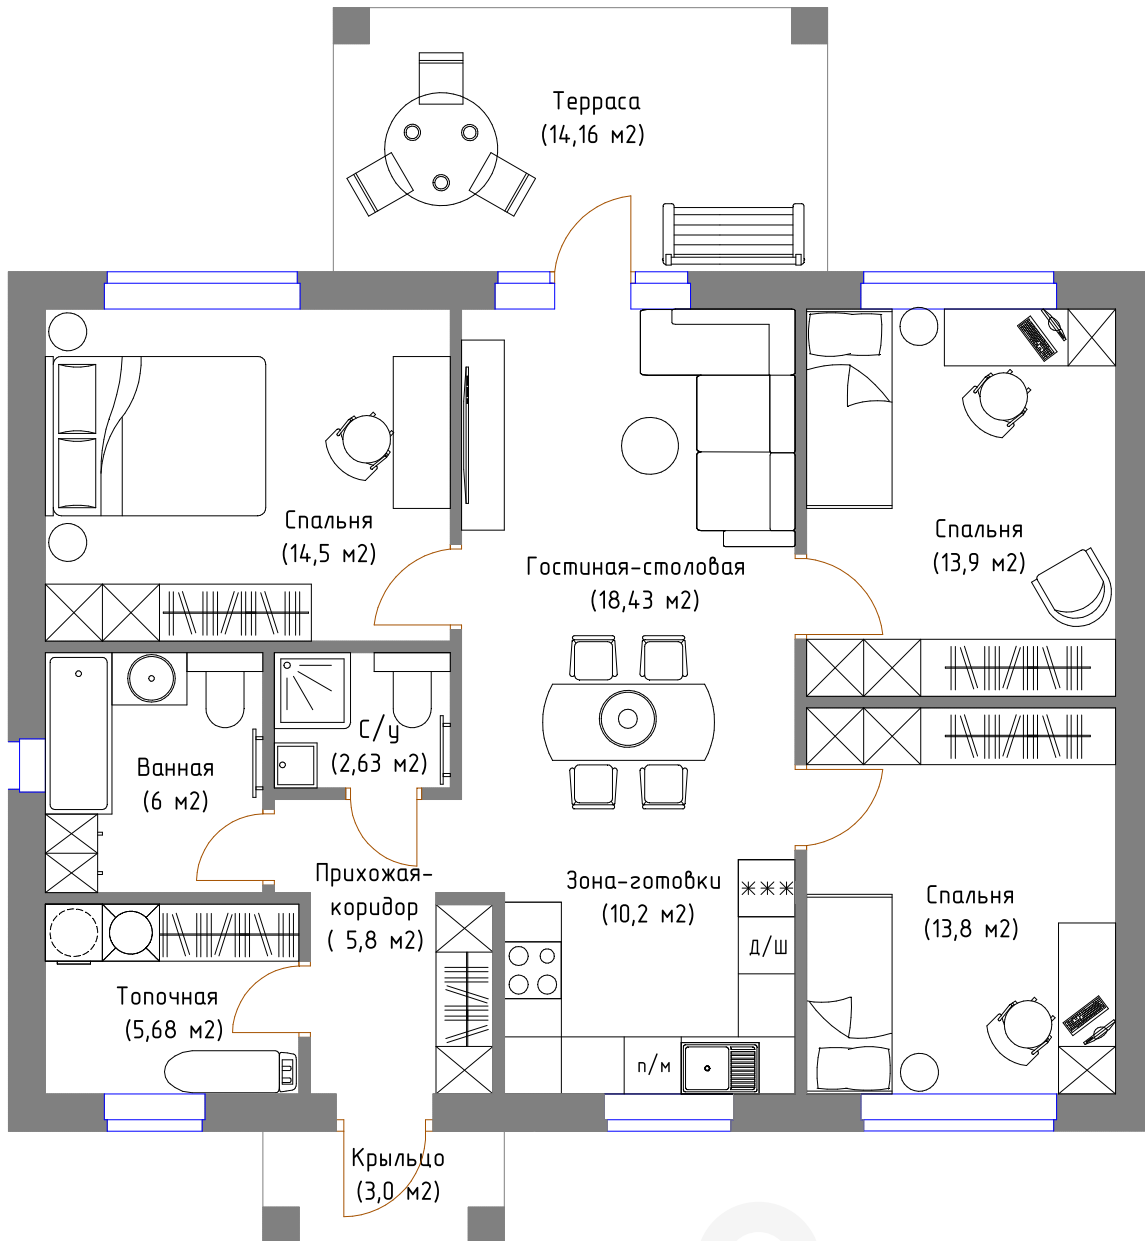 Терраса
(14,16 м2)
Спальня
(14,5 м2)
Гостиная-столовая
(18,43 м2)
Спальня
(13,9 м2)
С/у
(2,63 м2)
Ванная
(6 м2)
Прихожая-
коридор
( 5,8 м2)
Зона-готовки
(10,2 м2)
Д/Ш
Спальня
(13,8 м2)
Топочная
(5,68 м2)
п/м
Крыльцо
(3,0 м2)